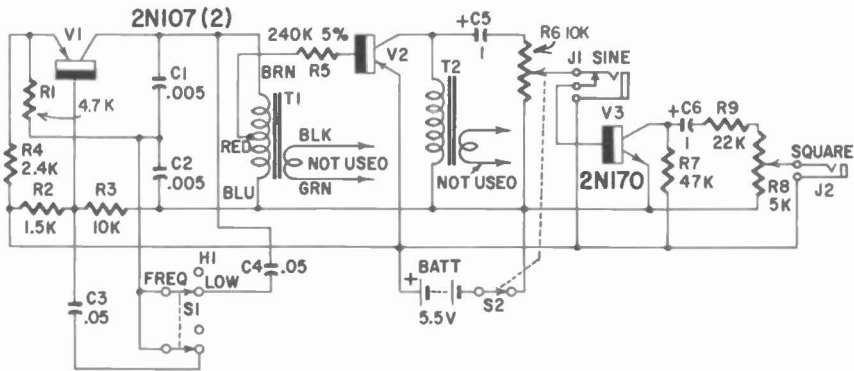 2N107 (2)
V1
R1
4.7K
C1
.005
R4
2.4K
R2
1.5K
R3
10K
C2
.005
240K 5%
R5
BRN
T1
RED
BLK
NOT USED
GRN
BLU
V2
+C5
1
R6 10K
T2
NOT USED
J1 SINE
V3
2N170
+C6
1
R9
22K
R7
47K
R8
5K
SQUARE
J2
C3
.05
FREQ
HI
LOW
S1
C4
.05
+
BATT
5.5V
S2